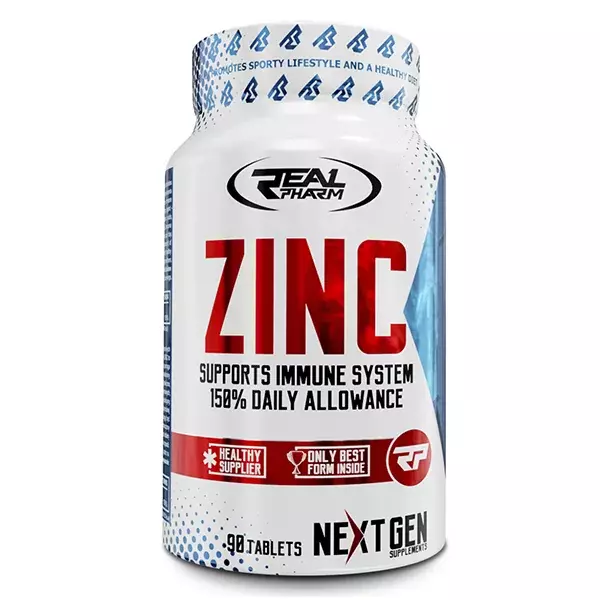 PROMOTES SPORTY LIFESTYLE AND A HEALTHY DIET
REAL
PHARM
ZINC
SUPPORTS IMMUNE SYSTEM
150% DAILY ALLOWANCE
HEALTHY
SUPPLIER
ONLY BEST
FORM INSIDE
RP
90 TABLETS
NEXT GEN
SUPPLEMENTS